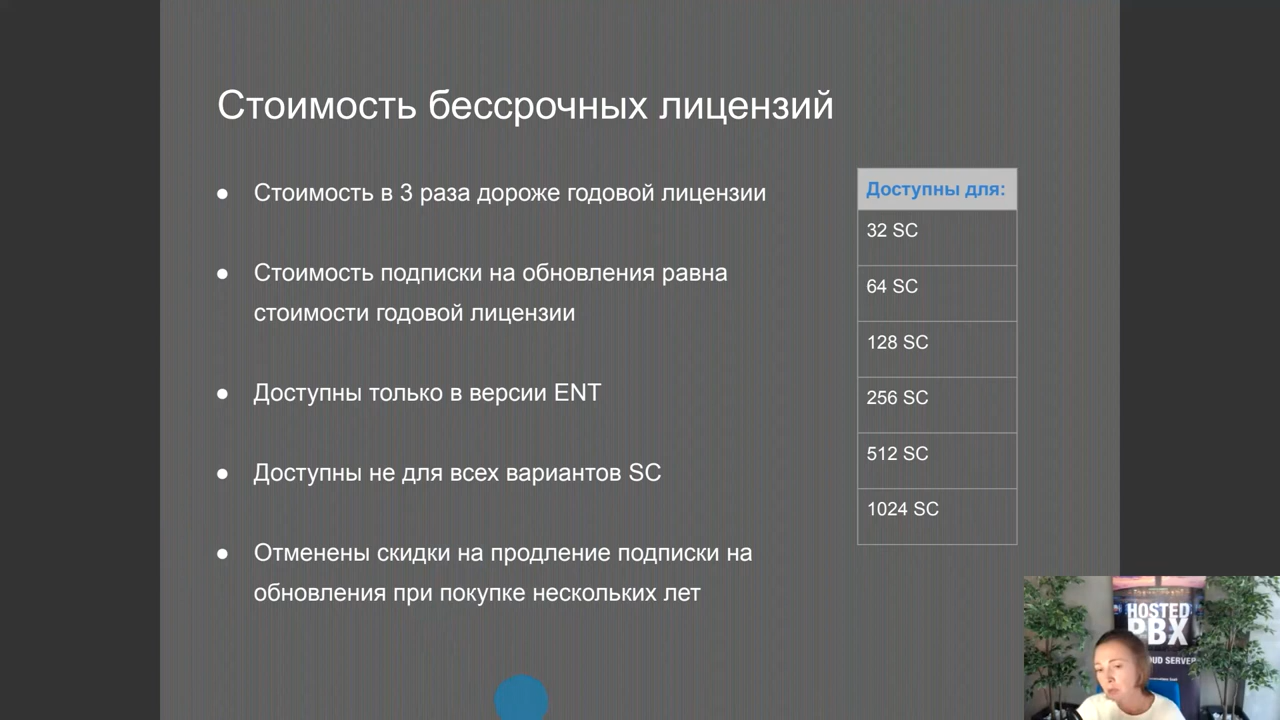 Стоимость бессрочных лицензий
● Стоимость в 3 раза дороже годовой лицензии
● Стоимость подписки на обновления равна
стоимости годовой лицензии
● Доступны только в версии ENT
● Доступны не для всех вариантов SC
● Отменены скидки на продление подписки на
обновления при покупке нескольких лет
Доступны для:
32 SC
64 SC
128 SC
256 SC
512 SC
1024 SC
HOSTED
PBX
SERVER